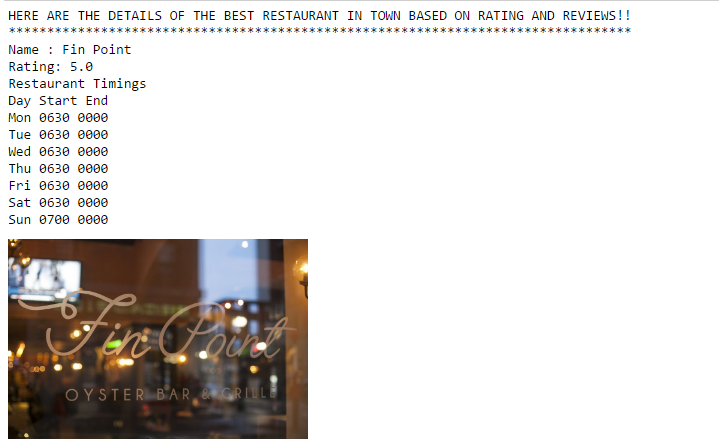 HERE ARE THE DETAILS OF THE BEST RESTAURANT IN TOWN BASED ON RATING AND REVIEWS!!
*********************************************************************************
Name : Fin Point
Rating: 5.0
Restaurant Timings
Day Start End
Mon 0630 0000
Tue 0630 0000
Wed 0630 0000
Thu 0630 0000
Fri 0630 0000
Sat 0630 0000
Sun 0700 0000
Fin Point
OYSTER BAR & GRILLE